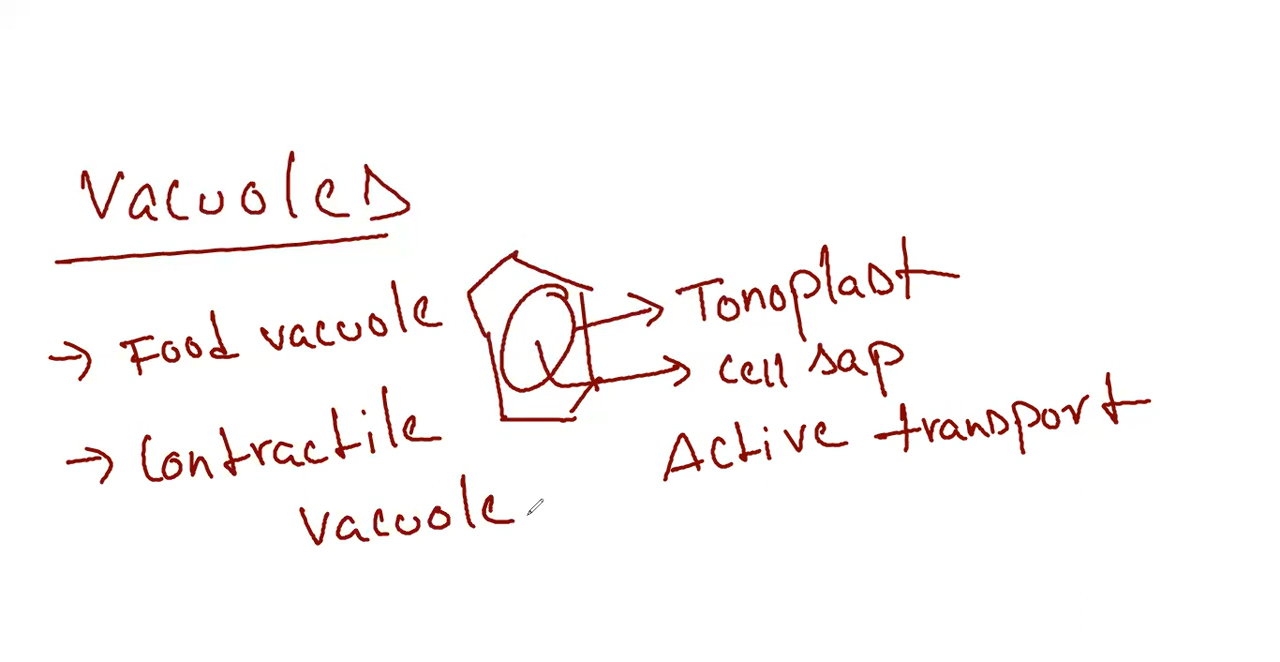 Vacuoles
→ Food vacuole
→ Contractile
vacuole
Tonoplast
cell sap
Active transport